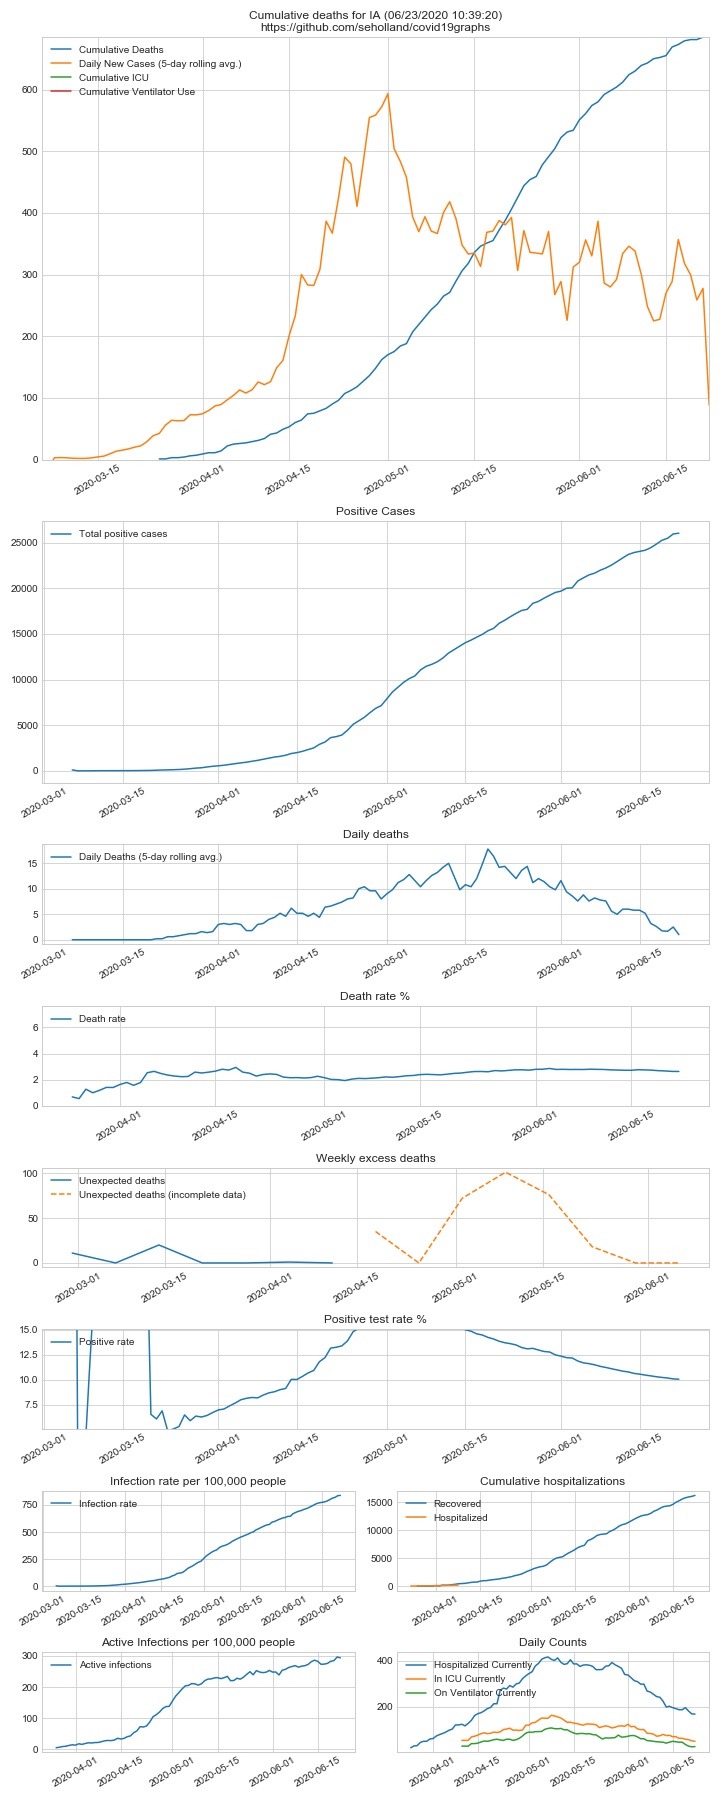 Cumulative deaths for IA (06/23/2020 10:39:20)
https://github.com/seholland/covid19graphs
Cumulative Deaths
Daily New Cases (5-day rolling avg.)
Cumulative ICU
Cumulative Ventilator Use
600
500
400
300
200
100
0
2020-03-15 2020-04-01 2020-04-15 2020-05-01 2020-05-15 2020-06-01 2020-06-15
Positive Cases
Total positive cases
25000
20000
15000
10000
5000
0
2020-03-01 2020-03-15 2020-04-01 2020-04-15 2020-05-01 2020-05-15 2020-06-01 2020-06-15
Daily deaths
Daily Deaths (5-day rolling avg.)
15
10
5
0
2020-03-01 2020-03-15 2020-04-01 2020-04-15 2020-05-01 2020-05-15 2020-06-01 2020-06-15
Death rate %
Death rate
6
4
2
0
2020-04-01 2020-04-15 2020-05-01 2020-05-15 2020-06-01 2020-06-15
Weekly excess deaths
Unexpected deaths
Unexpected deaths (incomplete data)
100
50
0
2020-03-01 2020-03-15 2020-04-01 2020-04-15 2020-05-01 2020-05-15 2020-06-01
Positive test rate %
Positive rate
15.0
12.5
10.0
7.5
2020-03-01 2020-03-15 2020-04-01 2020-04-15 2020-05-01 2020-05-15 2020-06-01 2020-06-15
Infection rate per 100,000 people
Infection rate
750
500
250
0
2020-03-01 2020-03-15 2020-04-01 2020-04-15 2020-05-01 2020-05-15 2020-06-01 2020-06-15
Cumulative hospitalizations
Recovered
Hospitalized
15000
10000
5000
0
2020-04-01 2020-04-15 2020-05-01 2020-05-15 2020-06-01 2020-06-15
Active Infections per 100,000 people
Active infections
300
200
100
0
2020-04-01 2020-04-15 2020-05-01 2020-05-15 2020-06-01 2020-06-15
Daily Counts
Hospitalized Currently
In ICU Currently
On Ventilator Currently
400
200
2020-04-01 2020-04-15 2020-05-01 2020-05-15 2020-06-01 2020-06-15